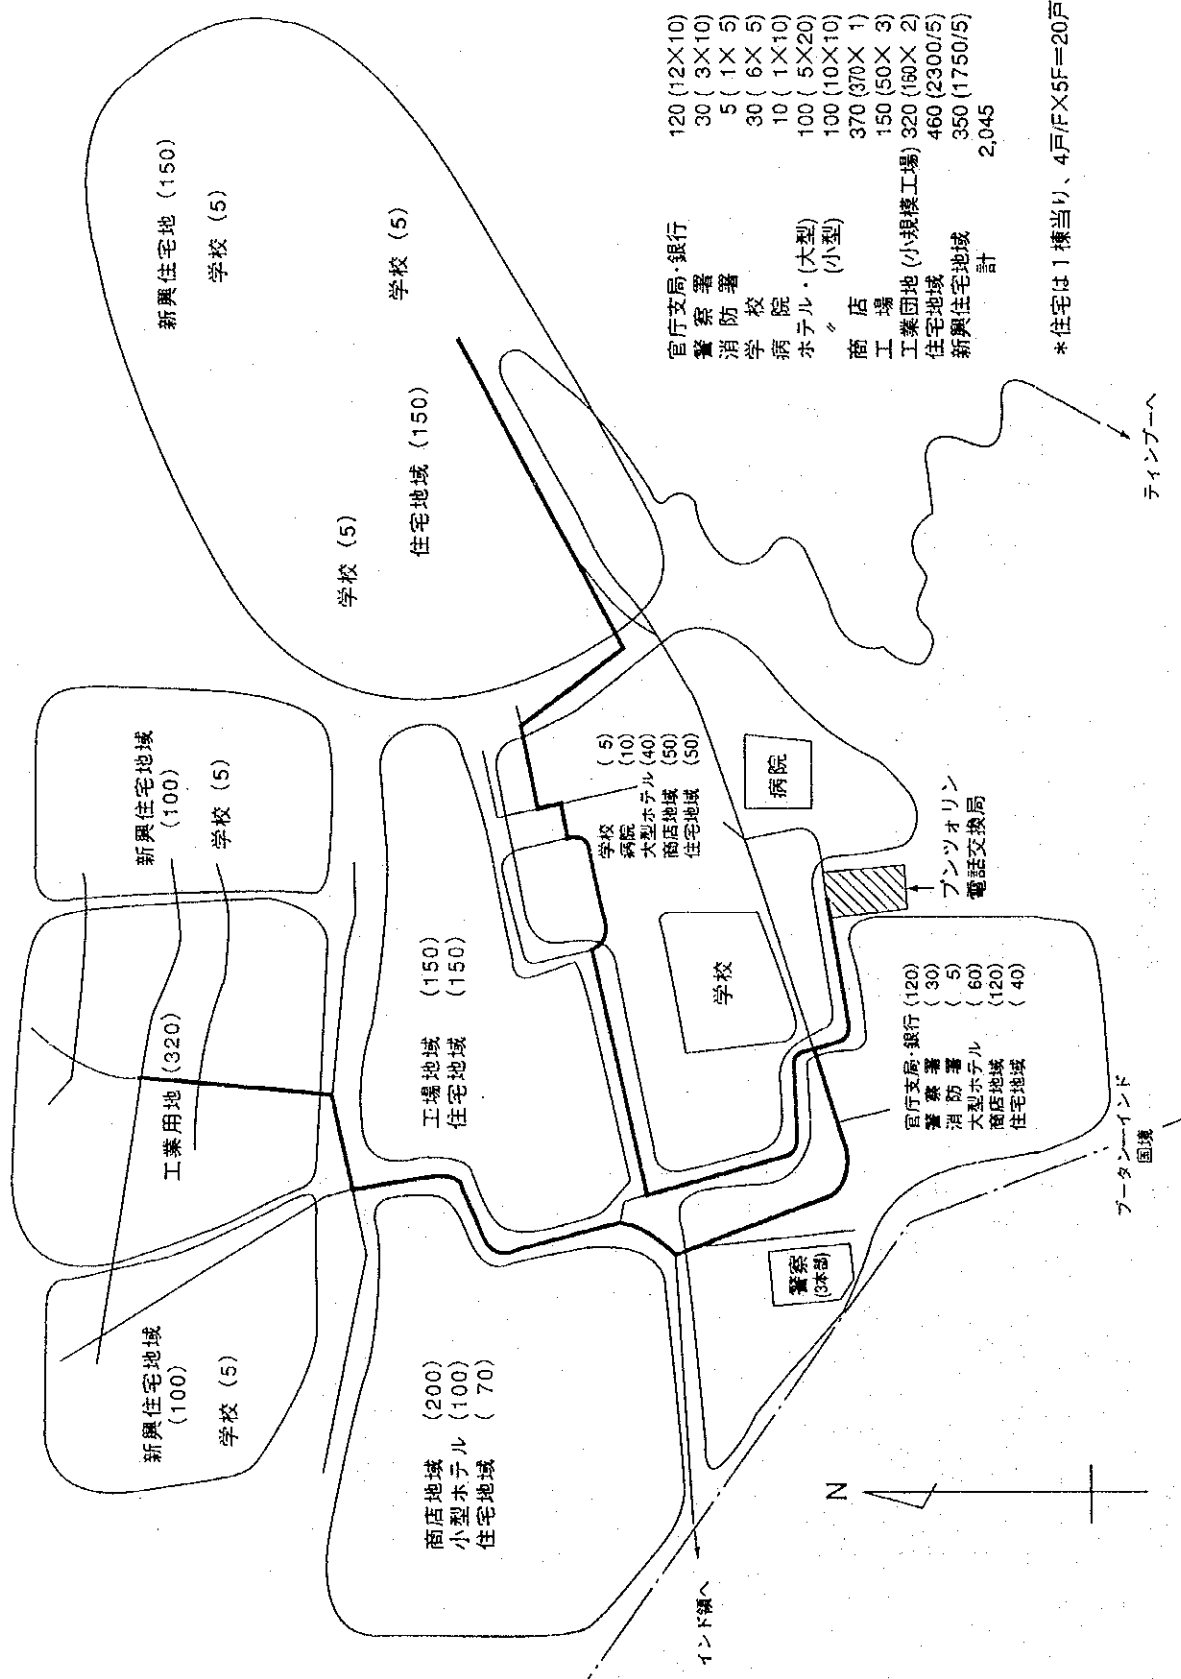 新興住宅地域
(100)
学校 (5)
工業用地 (320)
新興住宅地域
(100)
学校 (5)
新興住宅地 (150)
学校 (5)
学校 (5)
学校 (5)
住宅地域 (150)
商店地域 (200)
小型ホテル (100)
住宅地域 ( 70)
工場地域 (150)
住宅地域 (150)
学校 ( 5)
病院 (10)
大型ホテル (40)
商店地域 (50)
住宅地域 (50)
病院
学校
プンツォリン
電話交換局
警察
(3本部)
官庁支局・銀行 (120)
警察署 ( 30)
消防署 ( 5)
大型ホテル ( 60)
商店地域 (120)
住宅地域 ( 40)
ブータン―インド
国境
インド領へ
N
ティンプーへ
官庁支局・銀行 120 (12×10)
警察署 30 ( 3×10)
消防署 5 ( 1× 5)
学校 30 ( 6× 5)
病院 10 ( 1×10)
ホテル・(大型) 100 ( 5×20)
〃 (小型) 100 (10×10)
商店 370 (370× 1)
工場 150 (50× 3)
工業団地 (小規模工場) 320 (160× 2)
住宅地域 460 (2300/5)
新興住宅地域 350 (1750/5)
計 2,045
*住宅は1棟当り、4戸/F×5F=20戸